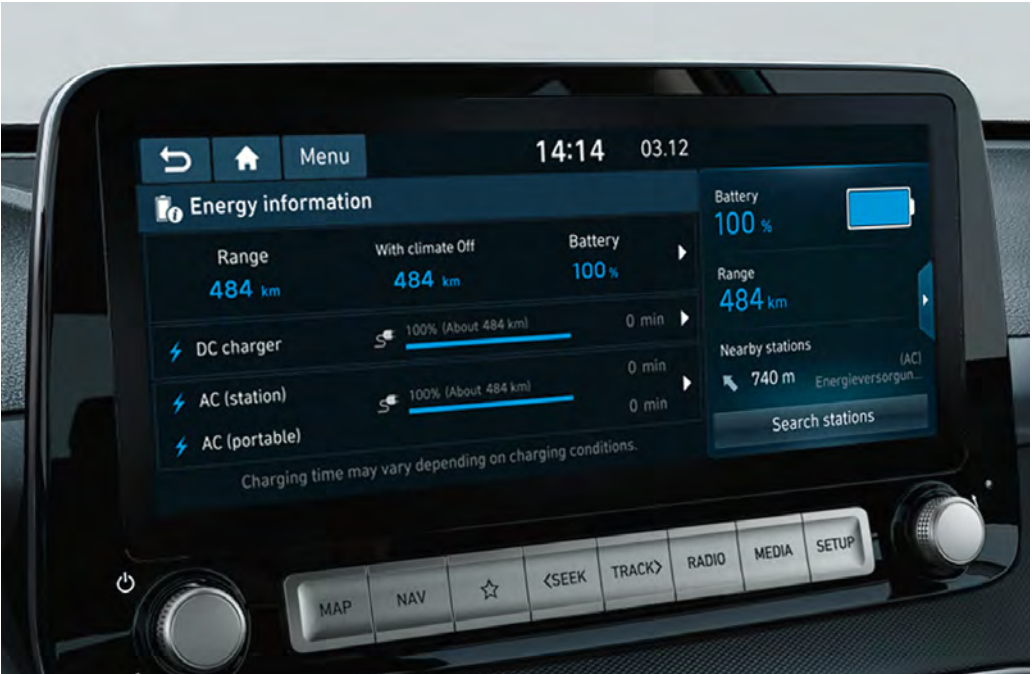 Menu
14:14 03.12
Energy information
Range
484 km
With climate Off
484 km
Battery
100 %
DC charger
100% (About 484 km)
0 min
AC (station)
100% (About 484 km)
0 min
AC (portable)
0 min
Charging time may vary depending on charging conditions.
Battery
100 %
Range
484 km
Nearby stations
740 m
(AC)
Energieversorgun...
Search stations
MAP
NAV
<SEEK
TRACK>
RADIO
MEDIA
SETUP